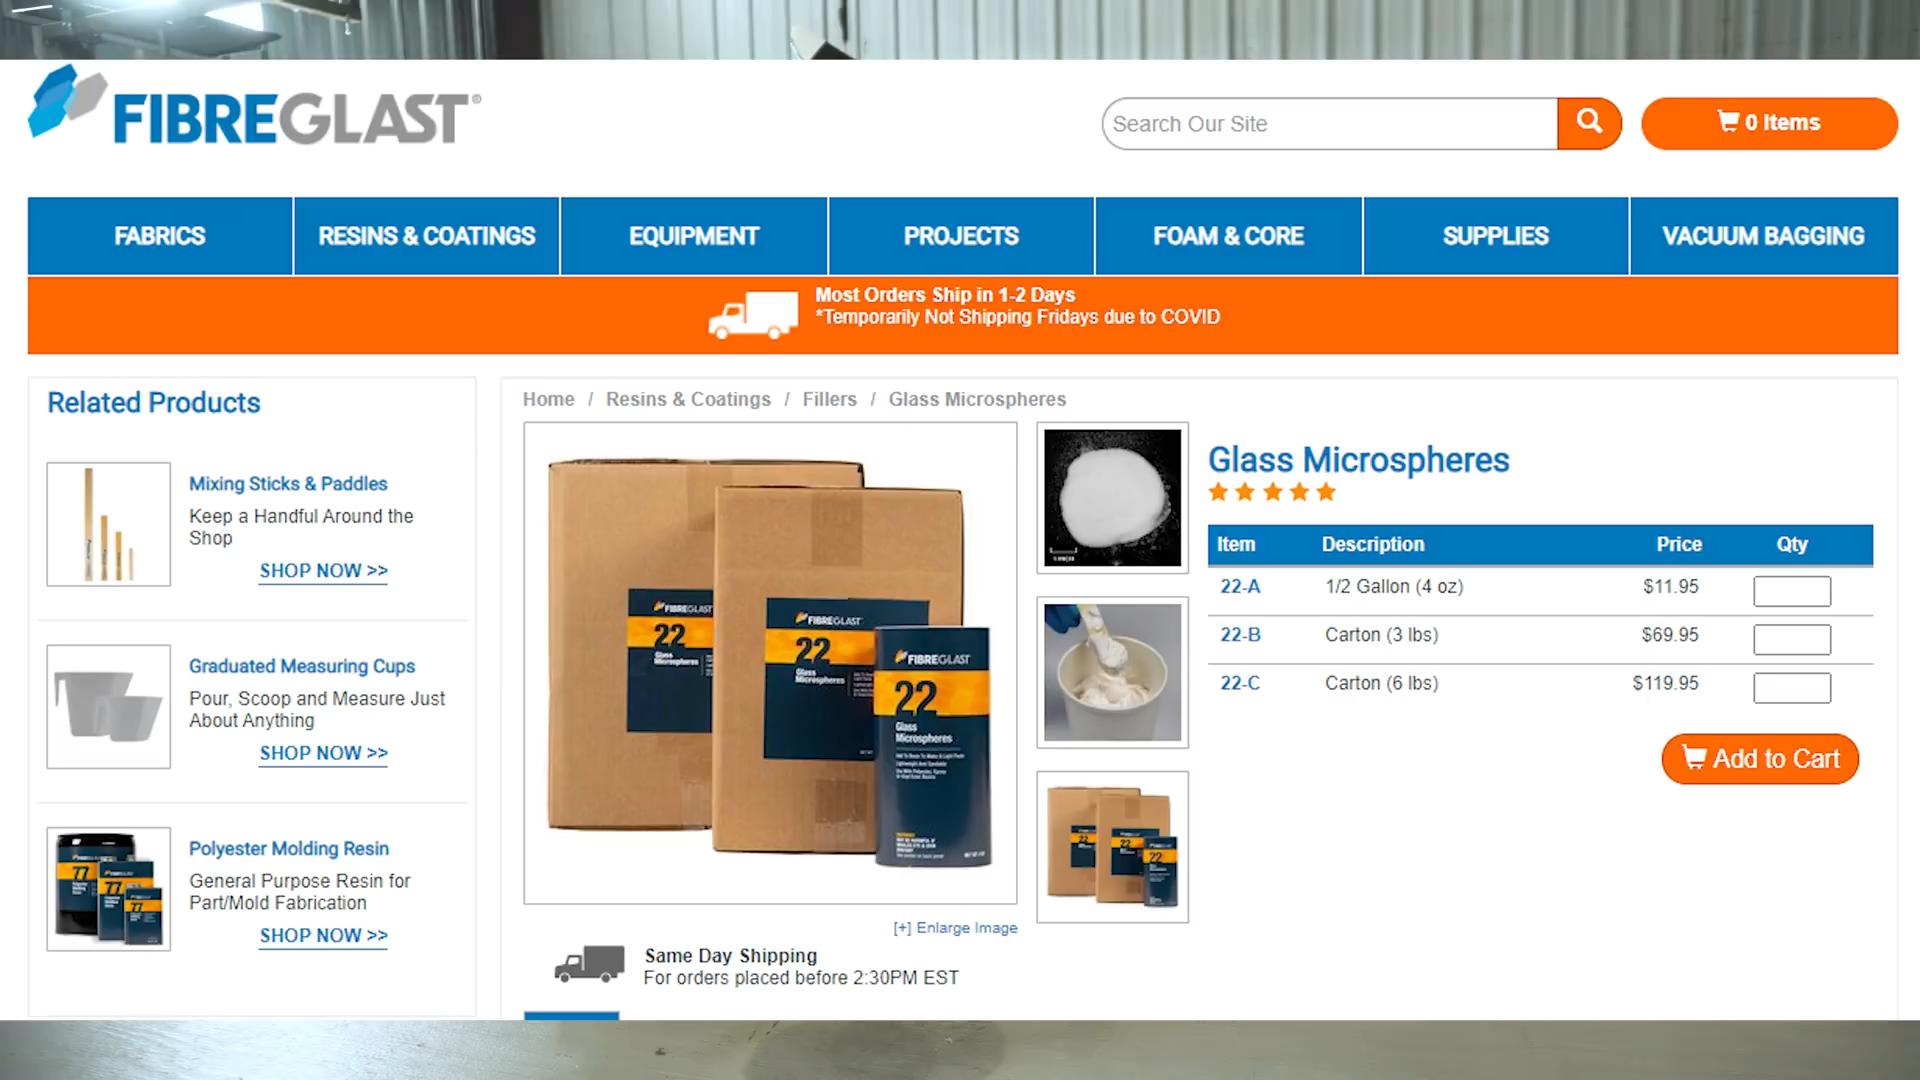 FIBREGLAST®
Search Our Site
0 Items
FABRICS
RESINS & COATINGS
EQUIPMENT
PROJECTS
FOAM & CORE
SUPPLIES
VACUUM BAGGING
Most Orders Ship in 1-2 Days
*Temporarily Not Shipping Fridays due to COVID
Related Products
Mixing Sticks & Paddles
Keep a Handful Around the
Shop
SHOP NOW >>
Graduated Measuring Cups
Pour, Scoop and Measure Just
About Anything
SHOP NOW >>
77
77
77
Polyester Molding Resin
General Purpose Resin for
Part/Mold Fabrication
SHOP NOW >>
Home / Resins & Coatings / Fillers / Glass Microspheres
FIBREGLAST
22
Glass
Microspheres
FIBREGLAST
22
Glass
Microspheres
FIBREGLAST
22
Glass
Microspheres
[+] Enlarge Image
Same Day Shipping
For orders placed before 2:30PM EST
22
22
22
Glass Microspheres
Item Description Price Qty
22-A 1/2 Gallon (4 oz) $11.95
22-B Carton (3 lbs) $69.95
22-C Carton (6 lbs) $119.95
Add to Cart